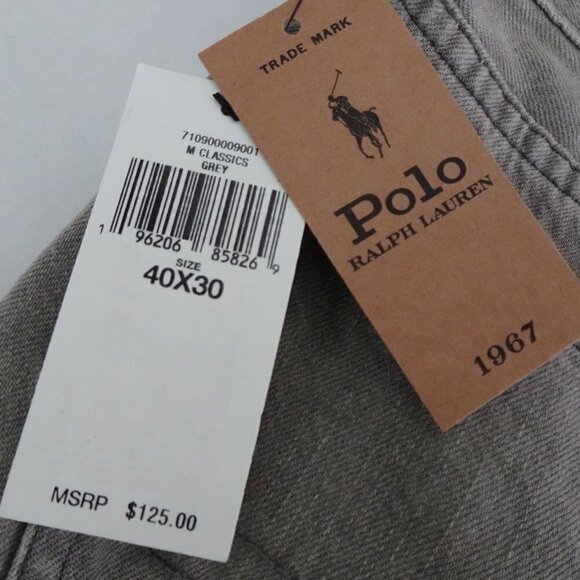 710900009001
M CLASSICS
GREY
1 96206 85826 9
SIZE
40X30
MSRP $125.00
TRADE MARK
Polo
RALPH LAUREN
1967